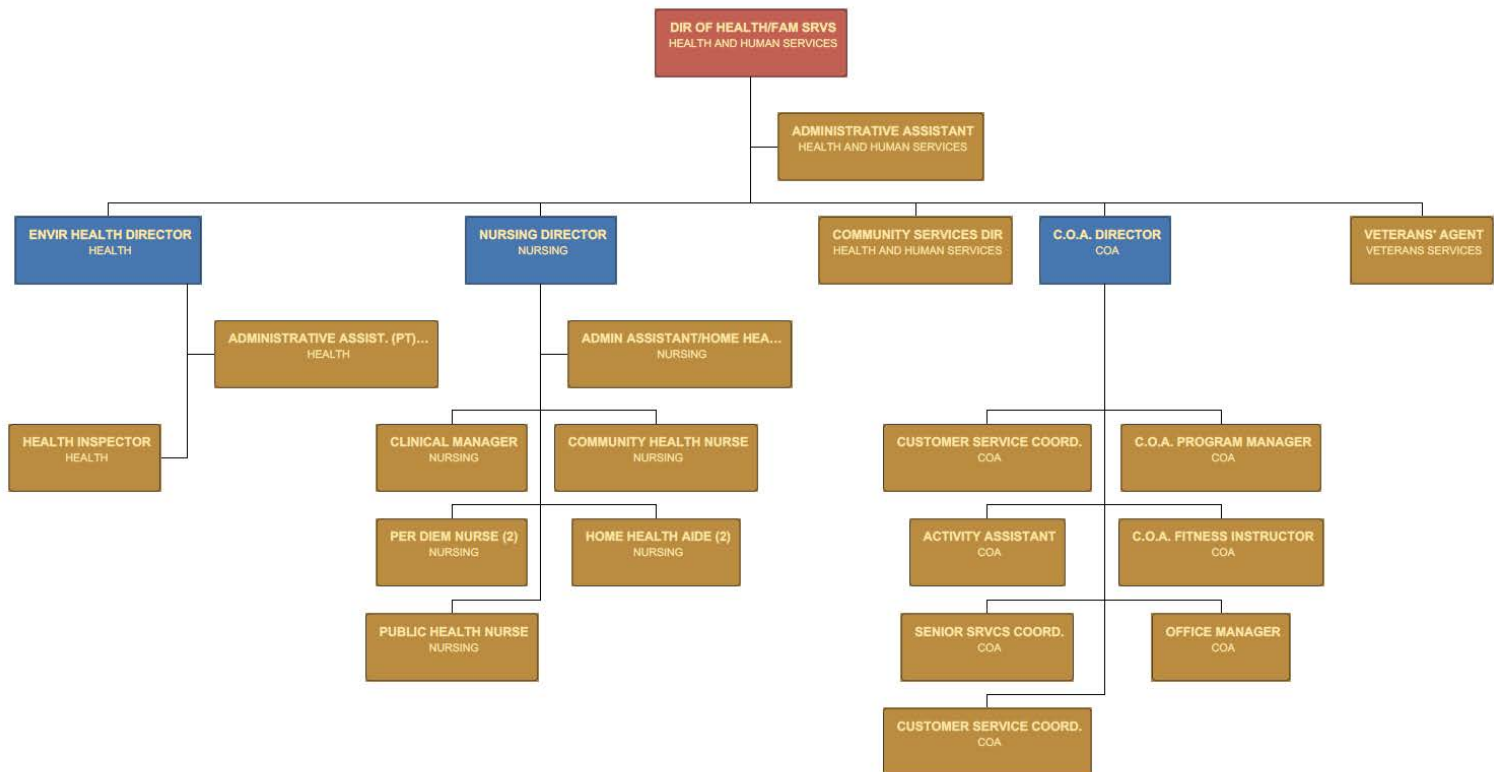 DIR OF HEALTH/FAM SRVS
HEALTH AND HUMAN SERVICES
ADMINISTRATIVE ASSISTANT
HEALTH AND HUMAN SERVICES
ENVIR HEALTH DIRECTOR
HEALTH
NURSING DIRECTOR
NURSING
COMMUNITY SERVICES DIR
HEALTH AND HUMAN SERVICES
C.O.A. DIRECTOR
COA
VETERANS' AGENT
VETERANS SERVICES
ADMINISTRATIVE ASSIST. (PT)...
HEALTH
ADMIN ASSISTANT/HOME HEA...
NURSING
HEALTH INSPECTOR
HEALTH
CLINICAL MANAGER
NURSING
COMMUNITY HEALTH NURSE
NURSING
CUSTOMER SERVICE COORD.
COA
C.O.A. PROGRAM MANAGER
COA
PER DIEM NURSE (2)
NURSING
HOME HEALTH AIDE (2)
NURSING
ACTIVITY ASSISTANT
COA
C.O.A. FITNESS INSTRUCTOR
COA
PUBLIC HEALTH NURSE
NURSING
SENIOR SRVCS COORD.
COA
OFFICE MANAGER
COA
CUSTOMER SERVICE COORD.
COA